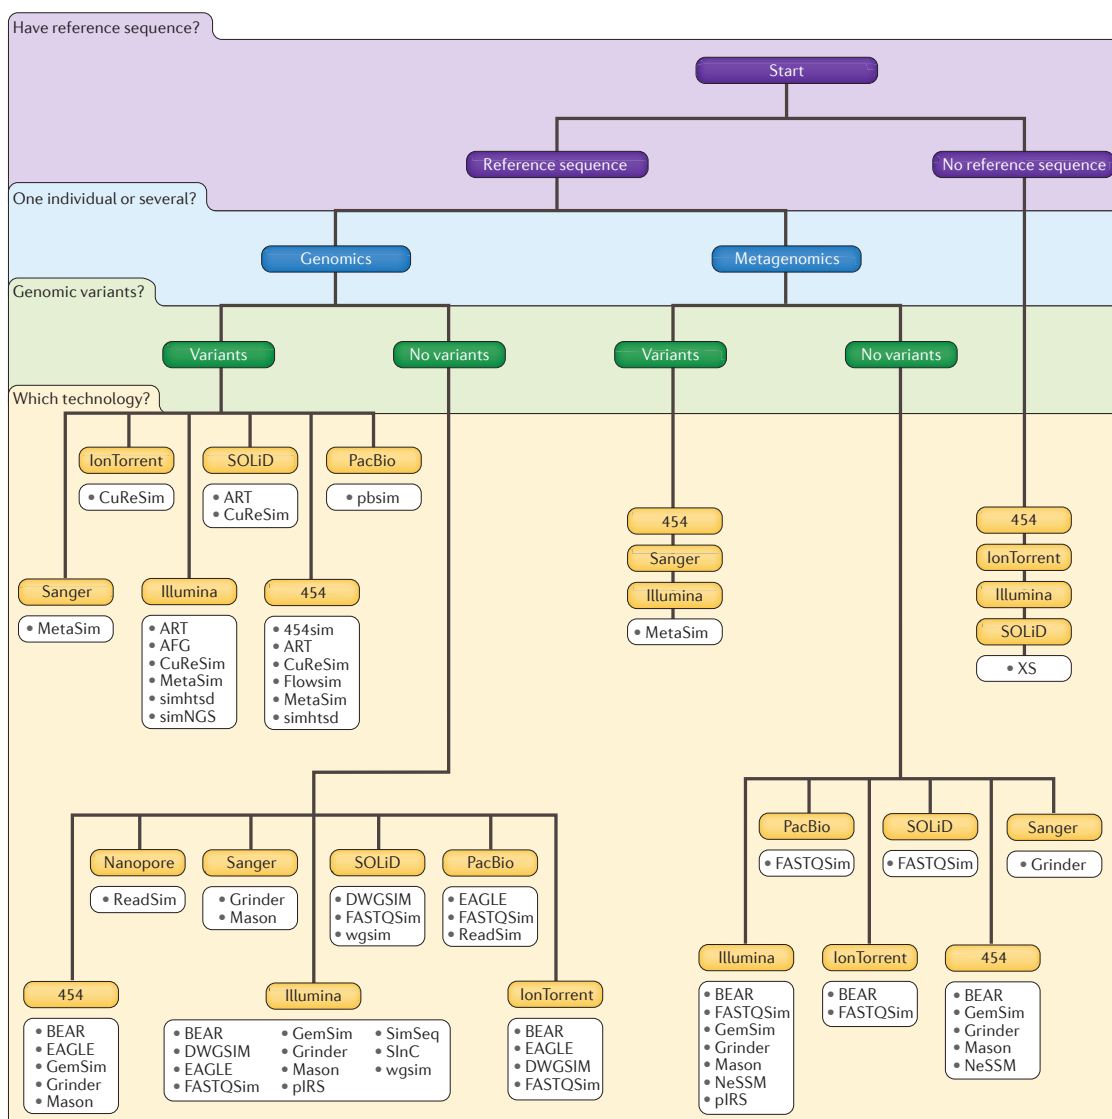 Have reference sequence?
Start
Reference sequence
No reference sequence
One individual or several?
Genomics
Metagenomics
Genomic variants?
Variants
No variants
Variants
No variants
Which technology?
IonTorrent
• CuReSim
SOLiD
• ART
• CuReSim
PacBio
• pbsim
Sanger
• MetaSim
Illumina
• ART
• AFG
• CuReSim
• MetaSim
• simhtsd
• simNGS
454
• 454sim
• ART
• CuReSim
• Flowsim
• MetaSim
• simhtsd
454
Sanger
Illumina
• MetaSim
454
IonTorrent
Illumina
SOLiD
• XS
Nanopore
• ReadSim
Sanger
• Grinder
• Mason
SOLiD
• DWGSIM
• FASTQSim
• wgsim
PacBio
• EAGLE
• FASTQSim
• ReadSim
454
• BEAR
• EAGLE
• GemSim
• Grinder
• Mason
Illumina
• BEAR
• DWGSIM
• EAGLE
• FASTQSim
• GemSim
• Grinder
• Mason
• pIRS
• SimSeq
• SInC
• wgsim
IonTorrent
• BEAR
• EAGLE
• DWGSIM
• FASTQSim
PacBio
• FASTQSim
SOLiD
• FASTQSim
Sanger
• Grinder
Illumina
• BEAR
• FASTQSim
• GemSim
• Grinder
• Mason
• NeSSM
• pIRS
IonTorrent
• BEAR
• FASTQSim
454
• BEAR
• GemSim
• Grinder
• Mason
• NeSSM